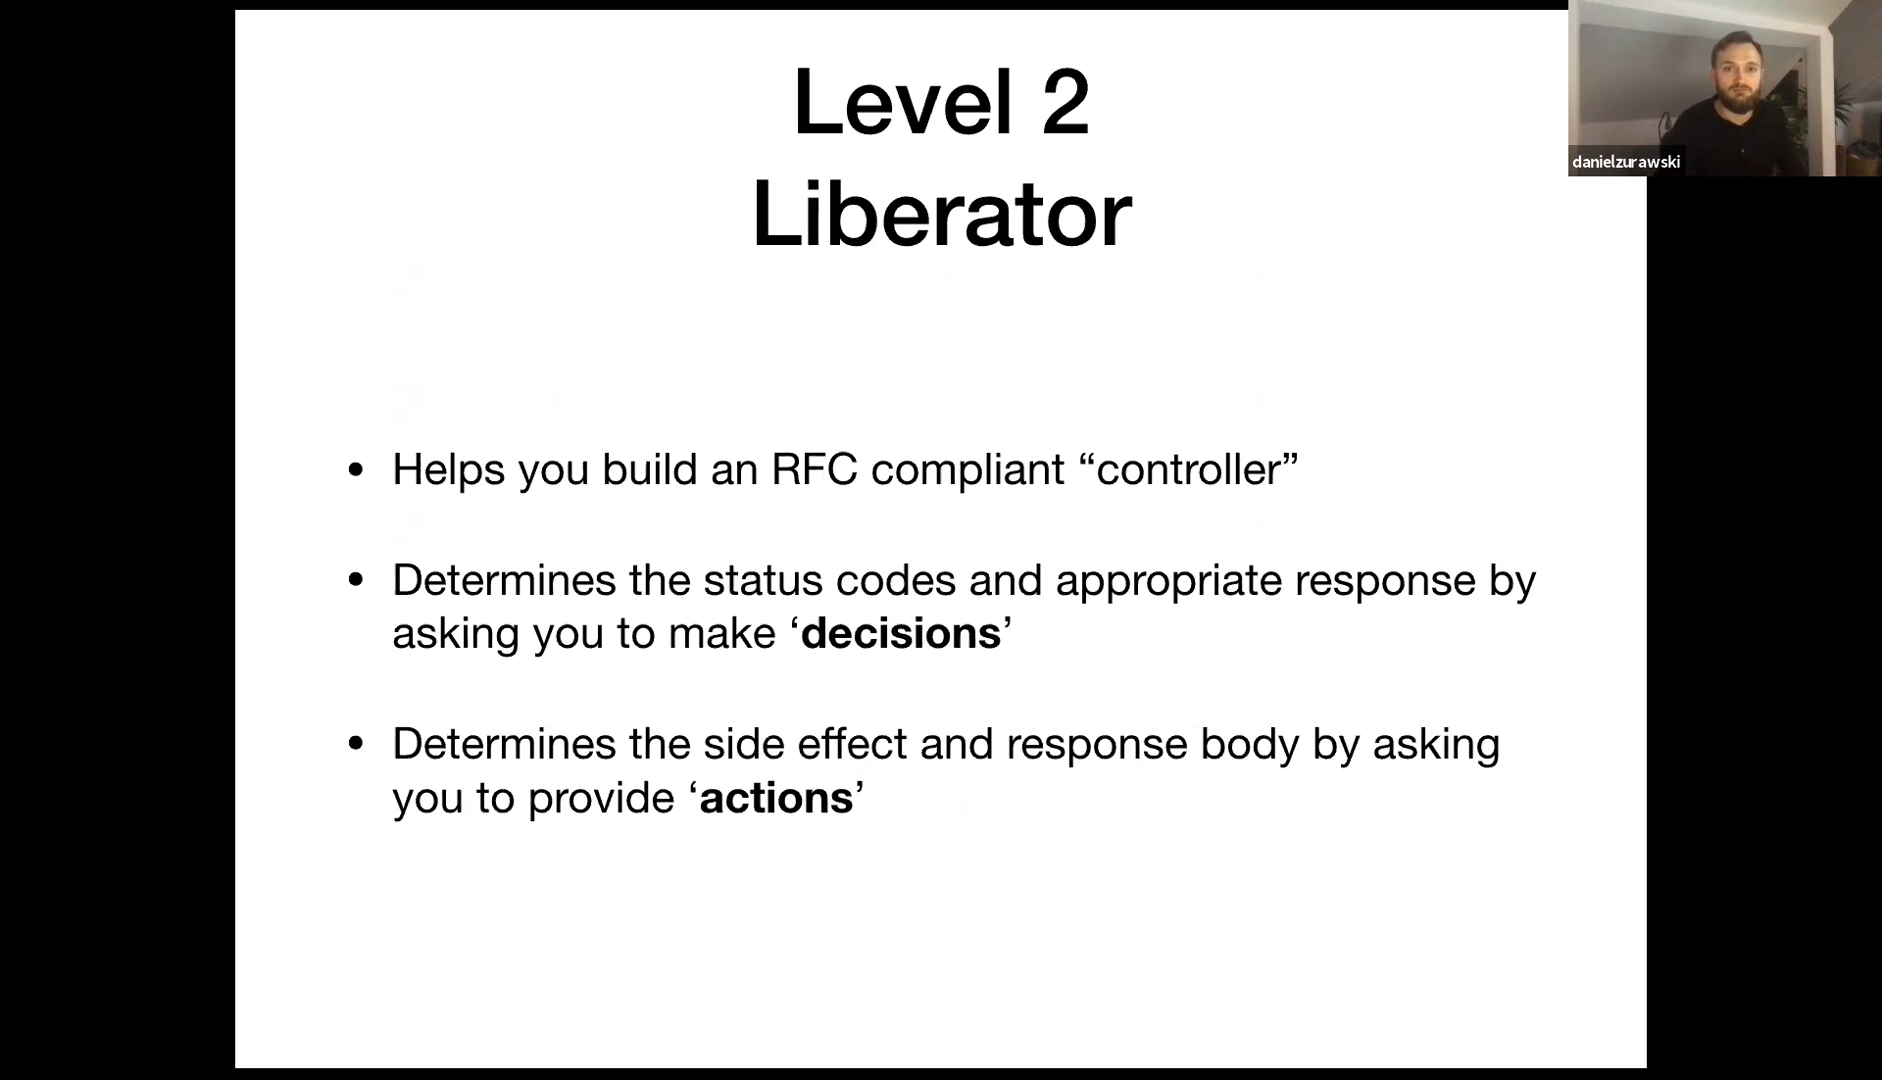 Level 2
Liberator
danielzurawski
• Helps you build an RFC compliant “controller”
• Determines the status codes and appropriate response by
asking you to make ‘decisions’
• Determines the side effect and response body by asking
you to provide ‘actions’